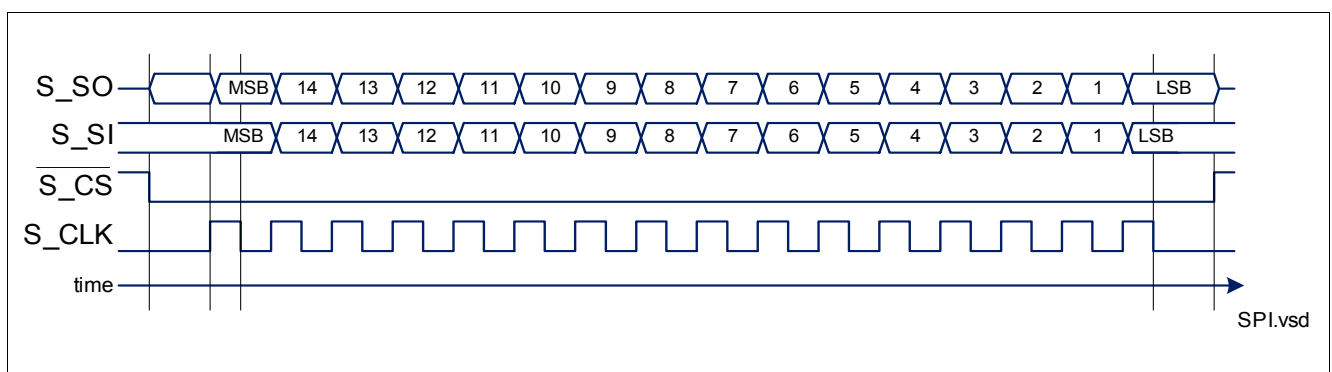 S_SO MSB 14 13 12 11 10 9 8 7 6 5 4 3 2 1 LSB
S_SI MSB 14 13 12 11 10 9 8 7 6 5 4 3 2 1 LSB
S_CS
S_CLK
time
SPI.vsd